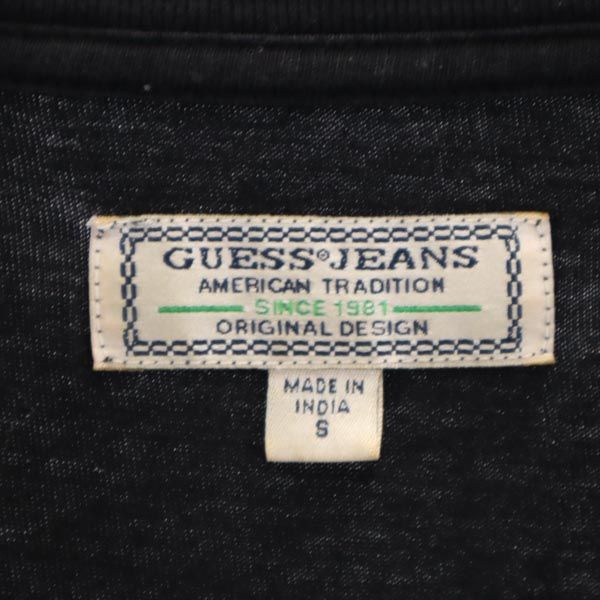 GUESS® JEANS
AMERICAN TRADITION
SINCE 1981
ORIGINAL DESIGN
MADE IN
INDIA
S